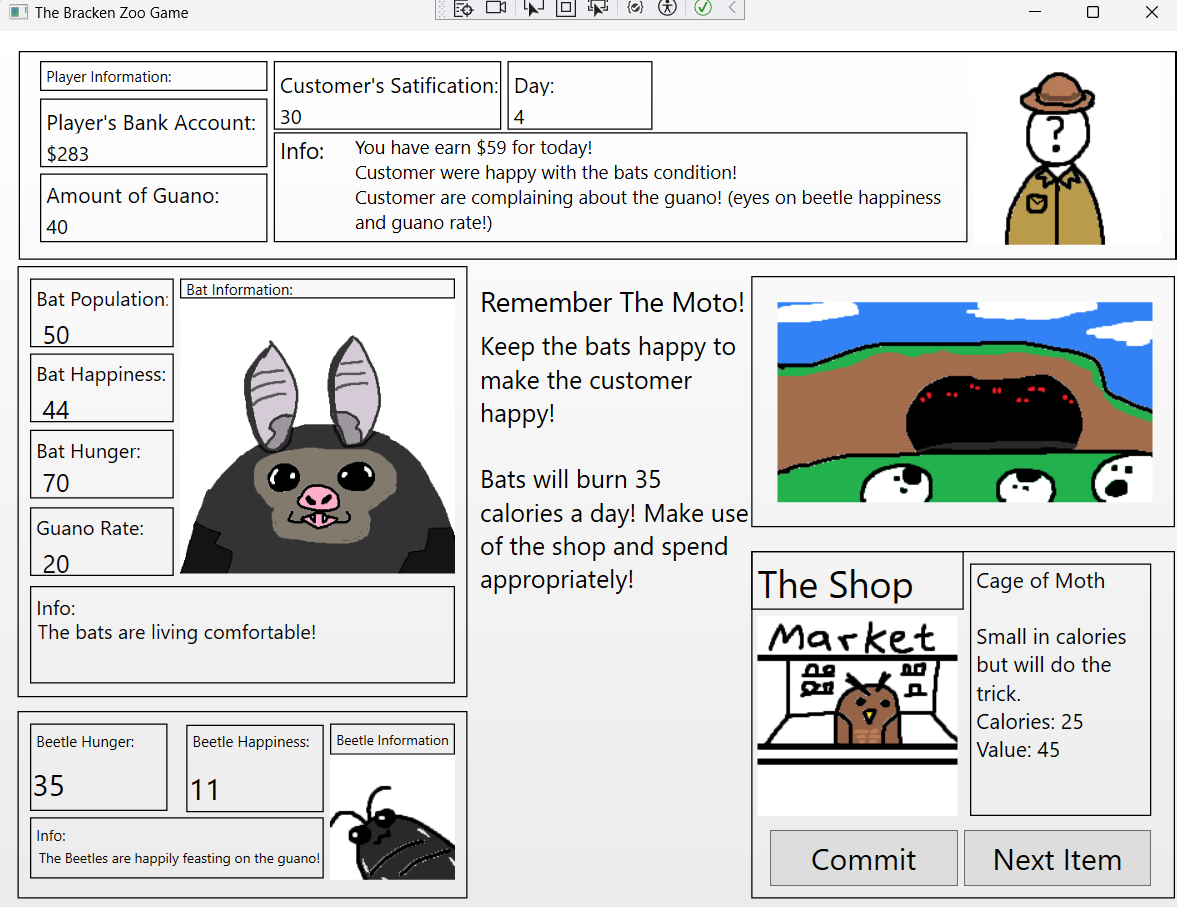 The Bracken Zoo Game
Player Information:
Customer's Satification:
30
Day:
4
Player's Bank Account:
$283
Amount of Guano:
40
Info:
You have earn $59 for today!
Customer were happy with the bats condition!
Customer are complaining about the guano! (eyes on beetle happiness
and guano rate!)
?
Bat Population:
50
Bat Happiness:
44
Bat Hunger:
70
Guano Rate:
20
Bat Information:
Info:
The bats are living comfortable!
Remember The Moto!
Keep the bats happy to
make the customer
happy!
Bats will burn 35
calories a day! Make use
of the shop and spend
appropriately!
Beetle Hunger:
35
Beetle Happiness:
11
Beetle Information
Info:
The Beetles are happily feasting on the guano!
The Shop
Market
Cage of Moth
Small in calories
but will do the
trick.
Calories: 25
Value: 45
Commit
Next Item